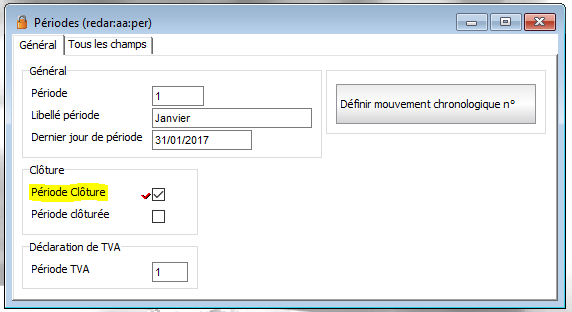 Périodes (redar:aa:per)
Général
Tous les champs
Général
Période
1
Libellé période
Janvier
Dernier jour de période
31/01/2017
Définir mouvement chronologique n°
Clôture
Période Clôture
Période clôturée
Déclaration de TVA
Période TVA
1